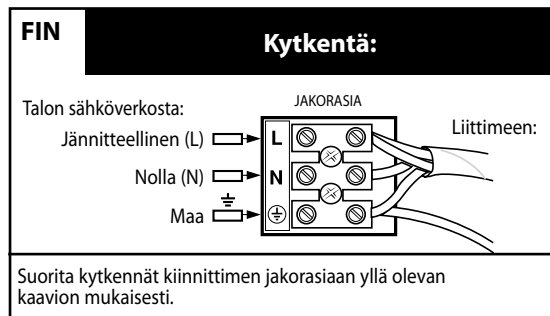 FIN
Kytkentä:
Talon sähköverkosta:
JAKORASIA
Liittimeen:
Jännitteellinen (L)
L
Nolla (N)
N
Maa
Suorita kytkennät kiinnittimen jakorasiaan yllä olevan
kaavion mukaisesti.